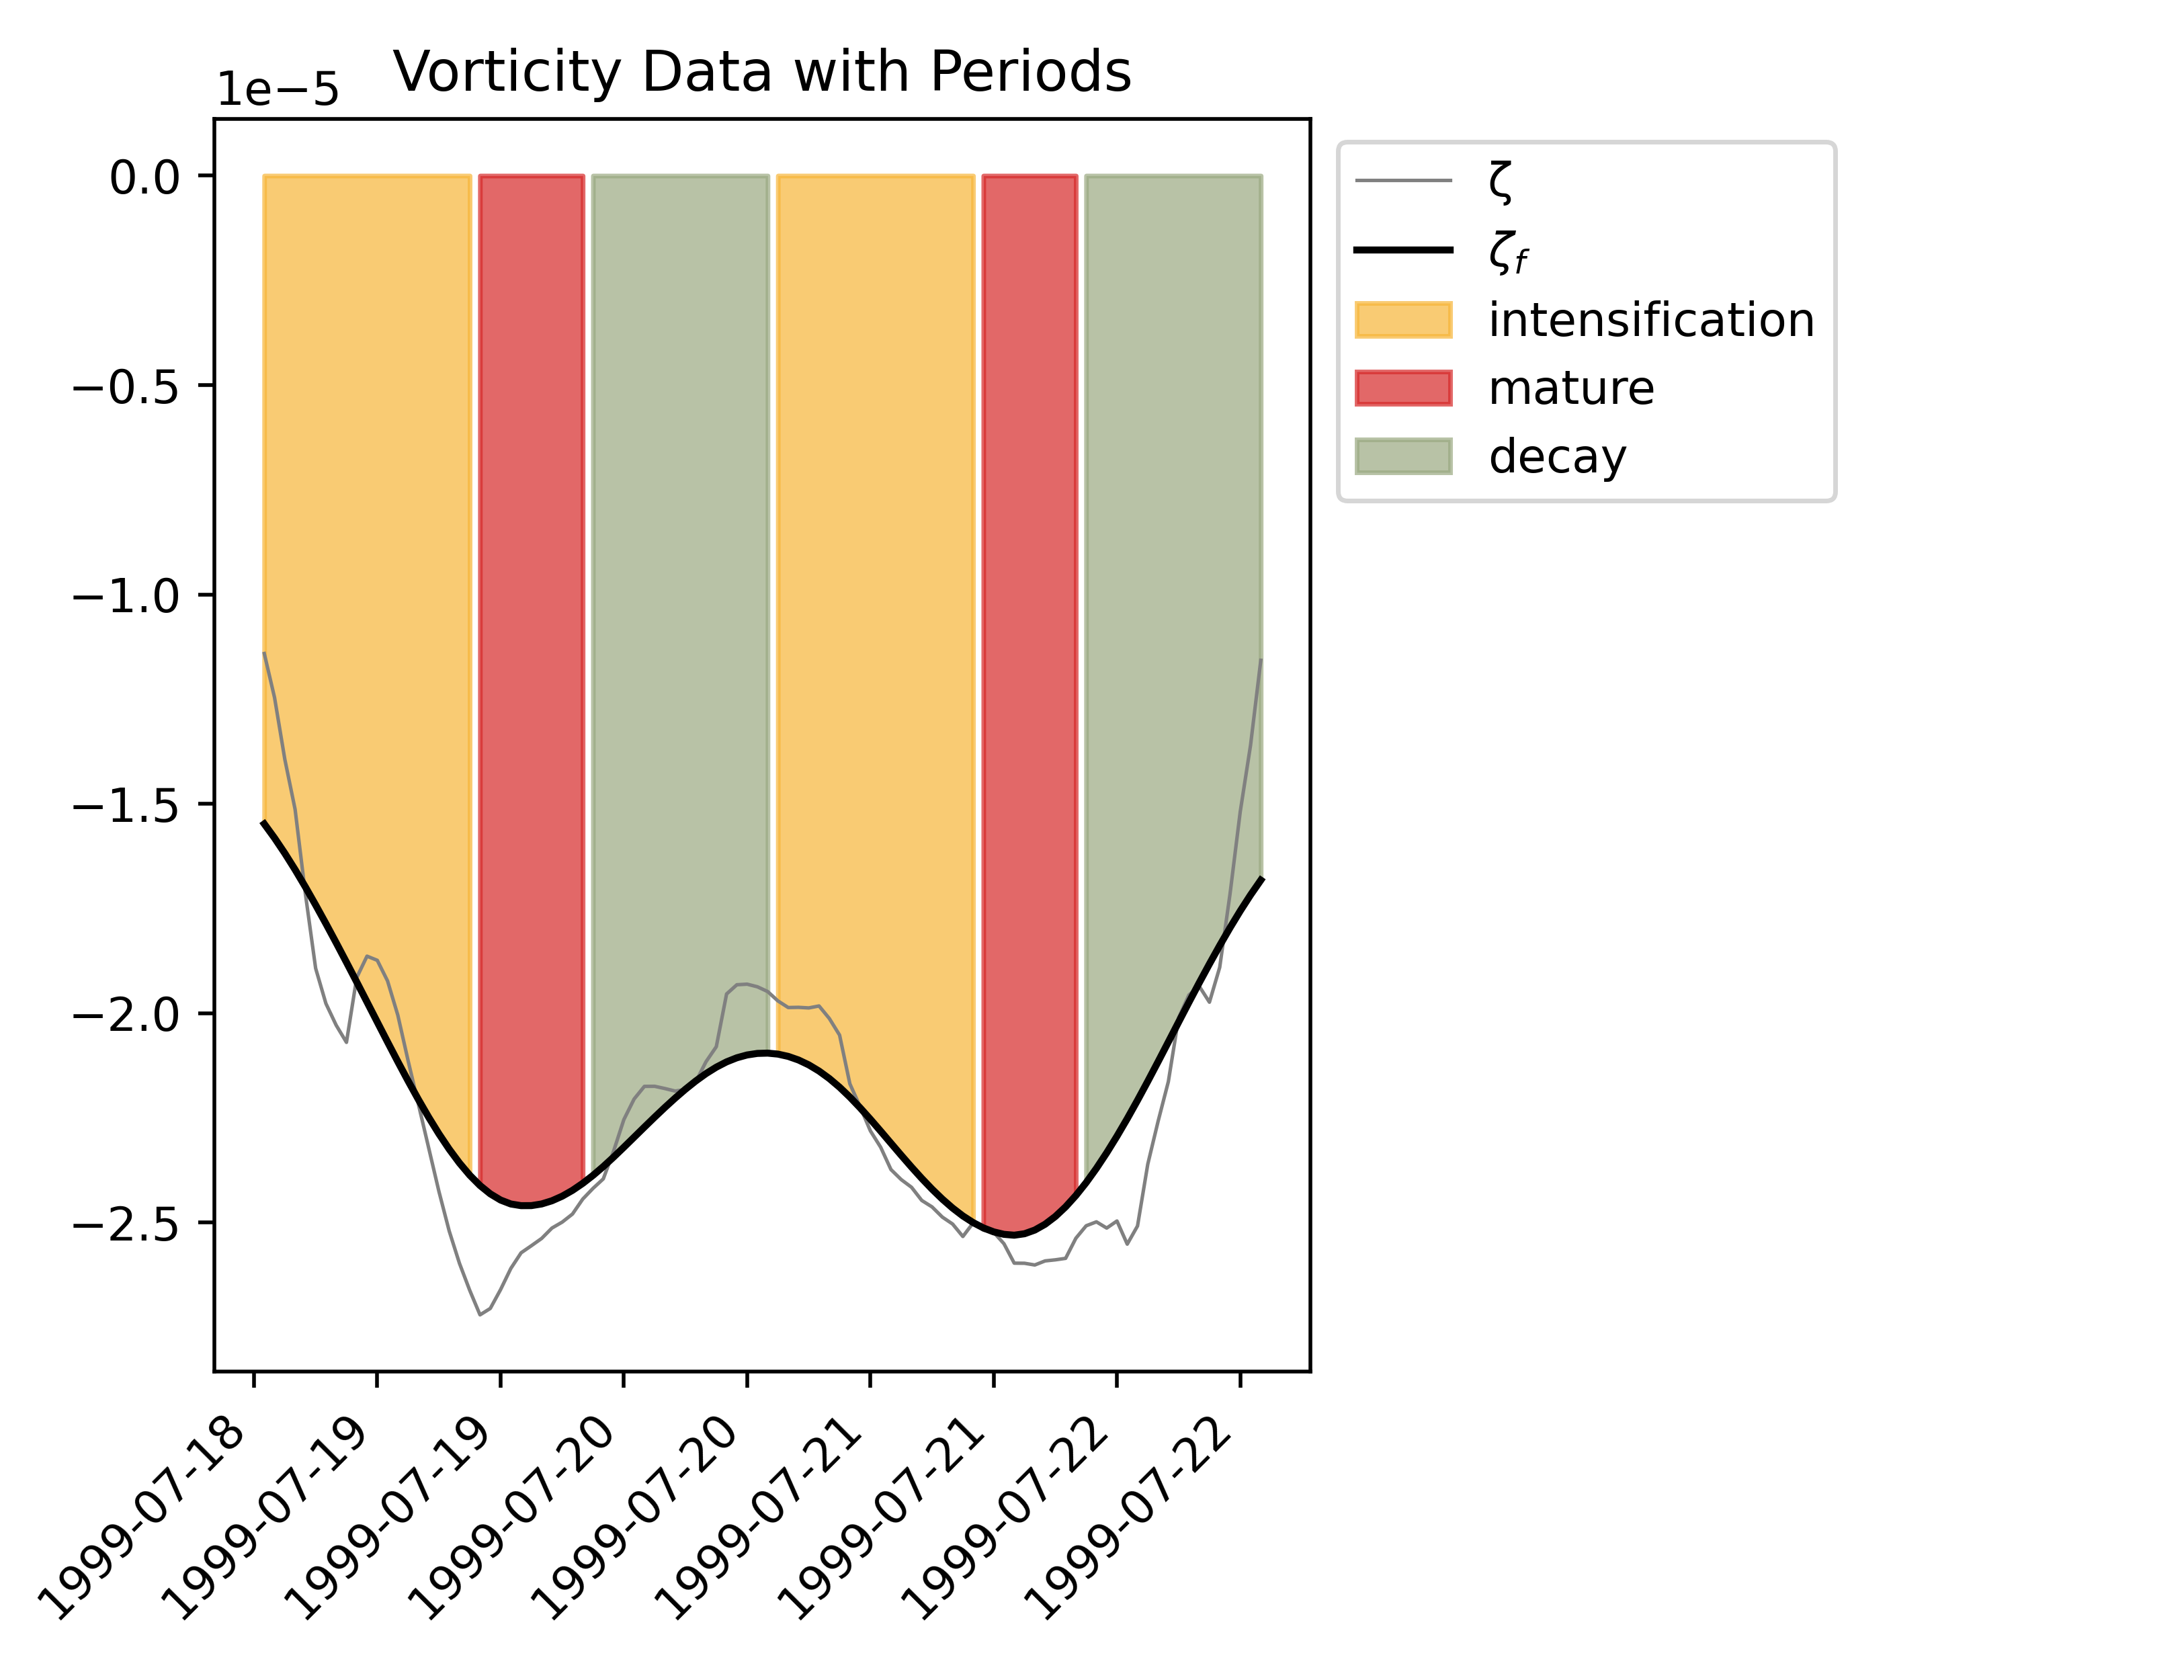 Vorticity Data with Periods
1e−5
0.0
−0.5
−1.0
−1.5
−2.0
−2.5
1999-07-18
1999-07-19
1999-07-19
1999-07-20
1999-07-20
1999-07-21
1999-07-21
1999-07-22
1999-07-22
ζ
ζf
intensification
mature
decay